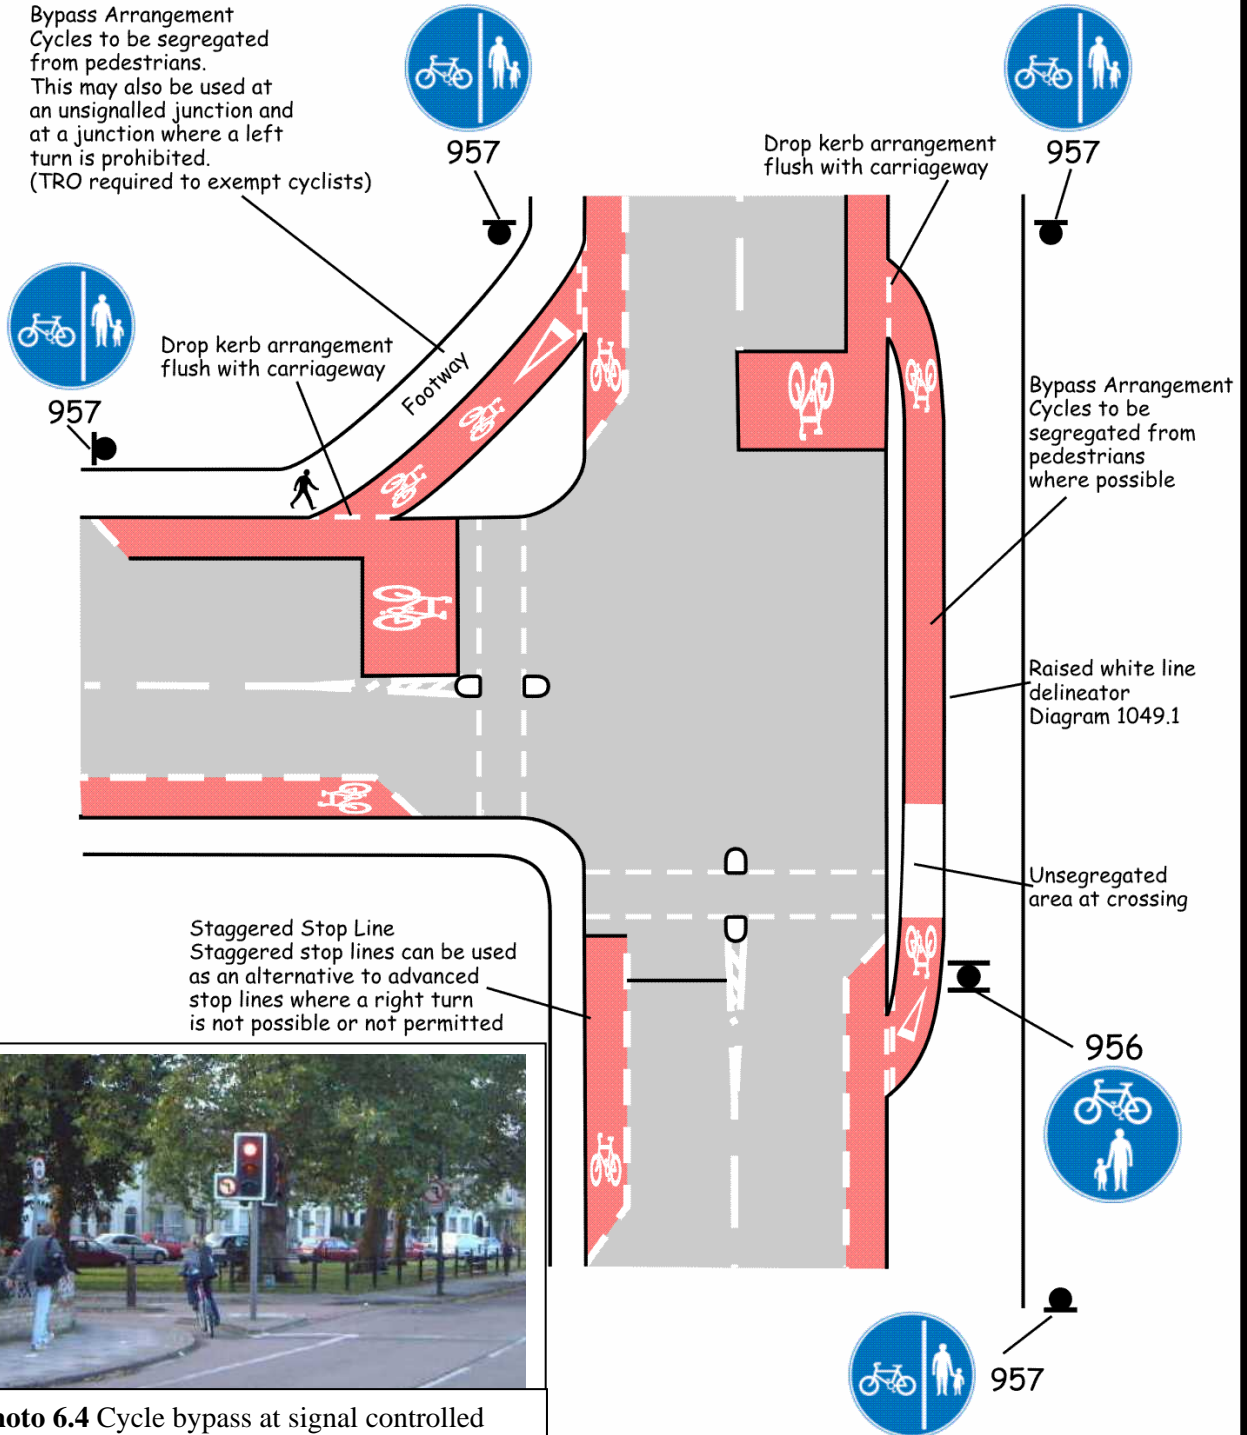 Bypass Arrangement
Cycles to be segregated
from pedestrians.
This may also be used at
an unsignalled junction and
at a junction where a left
turn is prohibited.
(TRO required to exempt cyclists)
957
957
Drop kerb arrangement
flush with carriageway
Drop kerb arrangement
flush with carriageway
957
Footway
Bypass Arrangement
Cycles to be
segregated from
pedestrians
where possible
Raised white line
delineator
Diagram 1049.1
Unsegregated
area at crossing
Staggered Stop Line
Staggered stop lines can be used
as an alternative to advanced
stop lines where a right turn
is not possible or not permitted
956
957
hoto 6.4 Cycle bypass at signal controlled